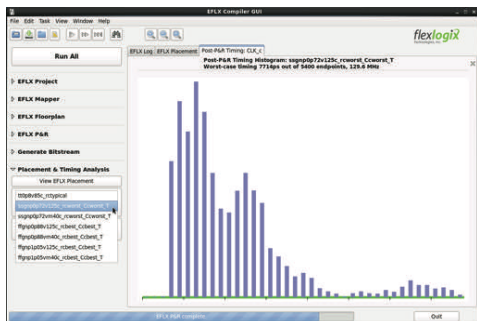 EFLX Compiler GUI
File Edit Task View Window Help
flexlogix
Run All
EFLX Log EFLX Placement Post-P&R Timing: CLK_c
Post-P&R Timing Histogram: ssgnp0p72v125c_rcworst_Ccworst_T
Worst-case timing 7714ps out of 5400 endpoints, 129.6 MHz
EFLX Project
EFLX Mapper
EFLX Floorplan
EFLX P&R
Generate Bitstream
Placement & Timing Analysis
View EFLX Placement
tt0p8v85c_rctypical
ssgnp0p72v125c_rcworst_Ccworst_T
ssgnp0p72vm40c_rcworst_Ccworst_T
ffgnp0p88v125c_rcbest_Ccbest_T
ffgnp0p88vm40c_rcbest_Ccbest_T
ffgnp1p05v125c_rcbest_Ccbest_T
ffgnp1p05vm40c_rcbest_Ccbest_T
EFLX P&R complete
Quit